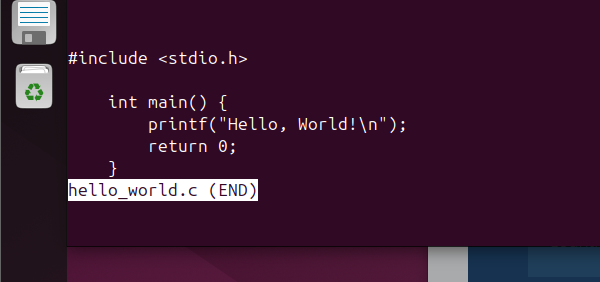 #include <stdio.h>
int main() {
printf("Hello, World!\n");
return 0;
}
hello_world.c (END)